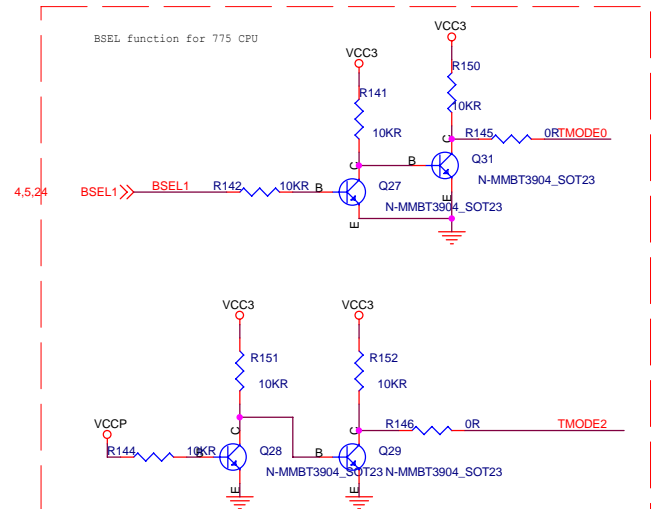 BSEL function for 775 CPU
VCC3
VCC3
R150
R141
10KR
10KR
C
R145
0R
TMODE0
C
B
Q31
4,5,24
BSEL1
BSEL1
R142
10KR
B
Q27
N-MMBT3904_SOT23
E
N-MMBT3904_SOT23
E
VCC3
VCC3
R151
R152
10KR
10KR
VCCP
C
C
R146
0R
TMODE2
R144
10KR
B
Q28
B
Q29
N-MMBT3904_SOT23
N-MMBT3904_SOT23
E
E